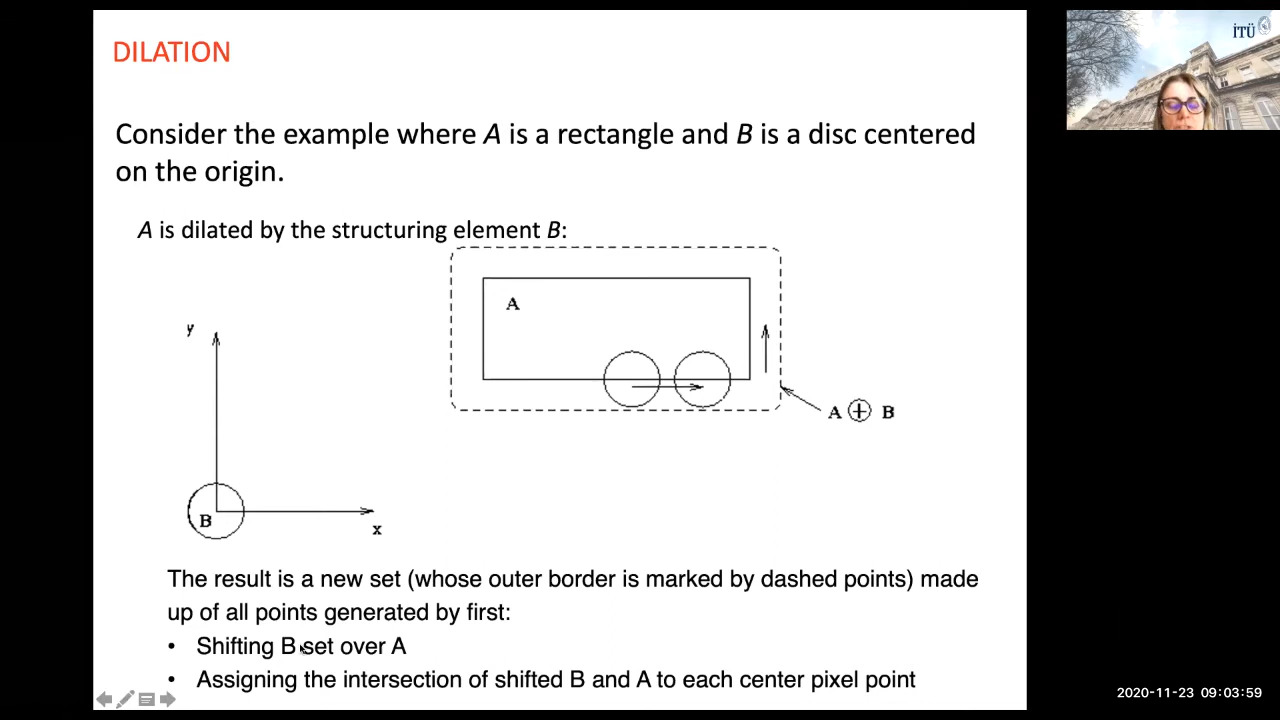 DILATION
İTÜ
Consider the example where A is a rectangle and B is a disc centered
on the origin.
A is dilated by the structuring element B:
A
y
A ⊕ B
B
x
The result is a new set (whose outer border is marked by dashed points) made
up of all points generated by first:
• Shifting B set over A
• Assigning the intersection of shifted B and A to each center pixel point
2020-11-23 09:03:59